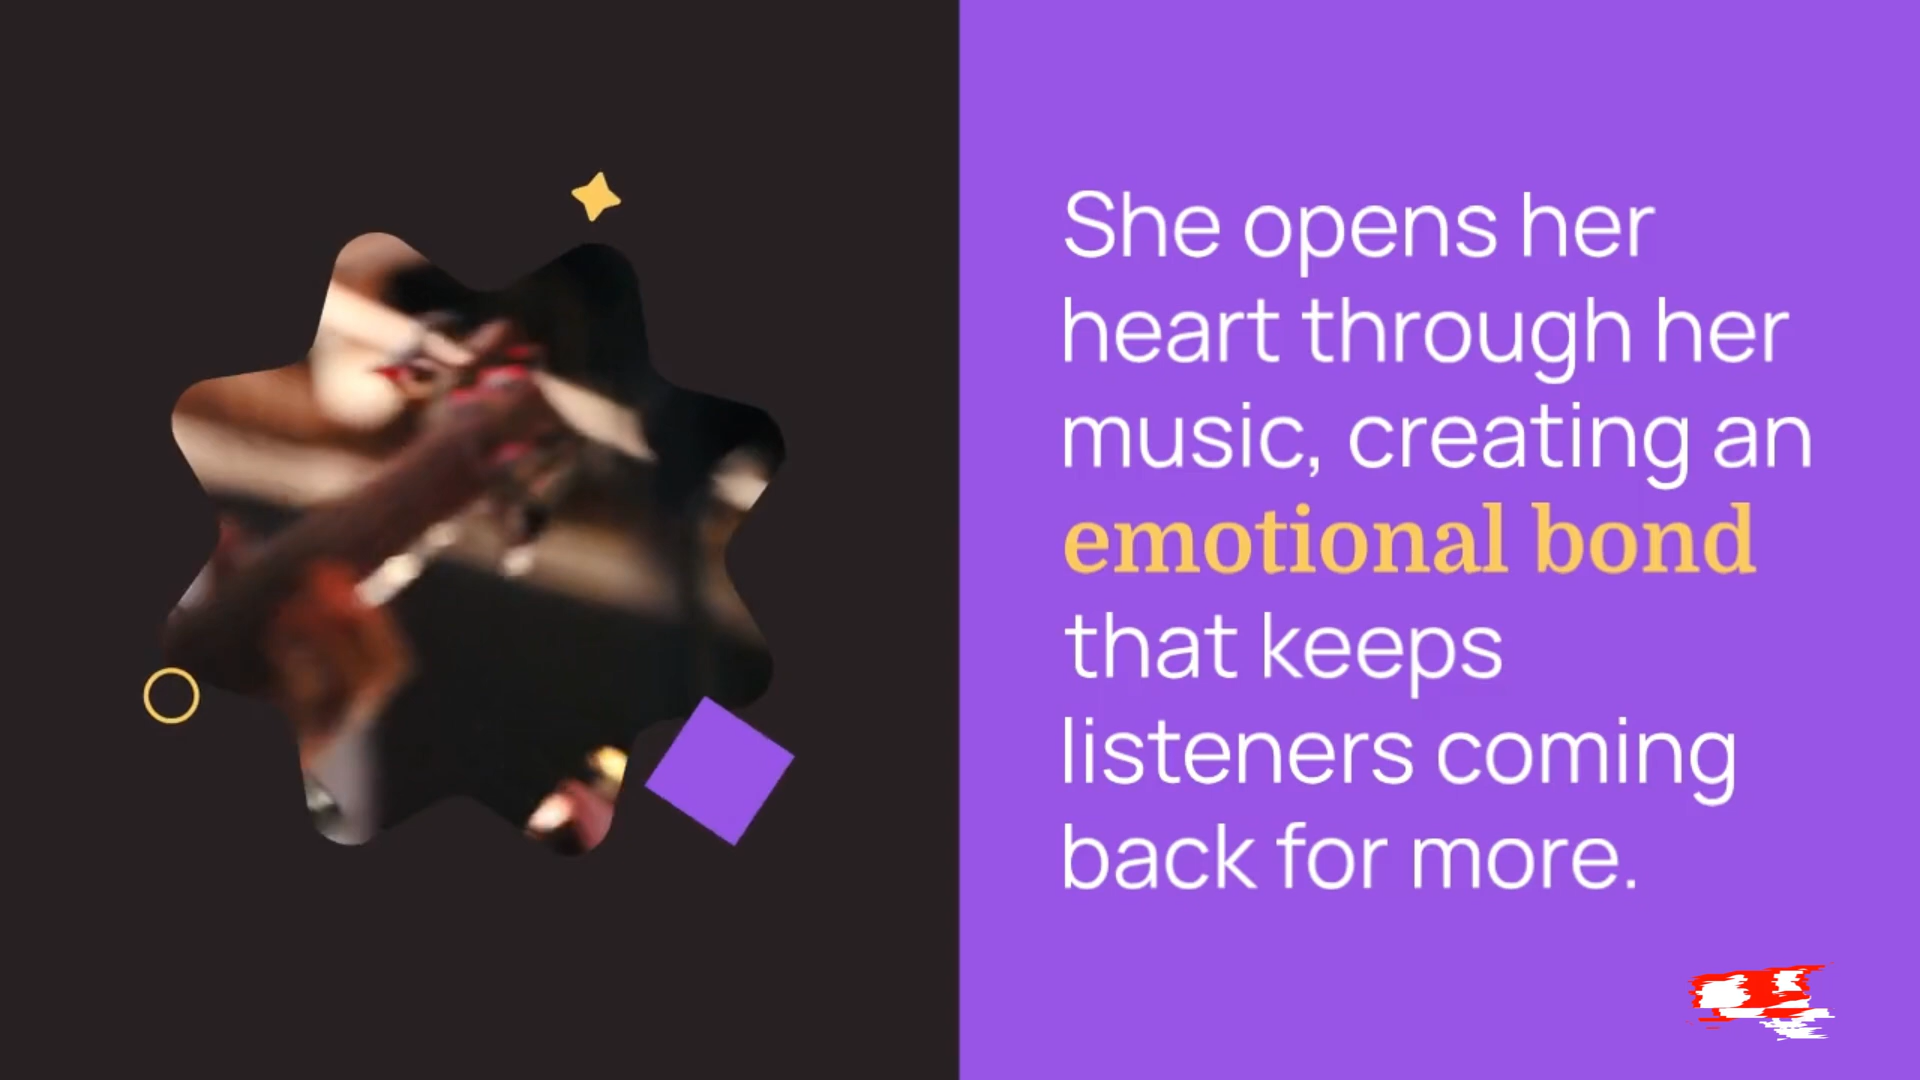 She opens her
heart through her
music, creating an
emotional bond
that keeps
listeners coming
back for more.